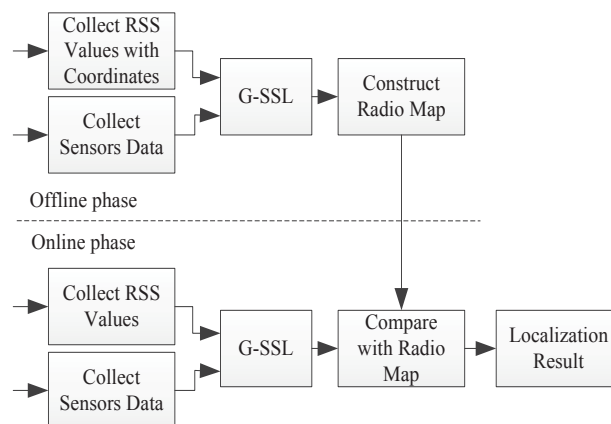 Collect RSS
Values with
Coordinates
Collect
Sensors Data
G-SSL
Construct
Radio Map
Offline phase
Online phase
Collect RSS
Values
Collect
Sensors Data
G-SSL
Compare
with Radio
Map
Localization
Result